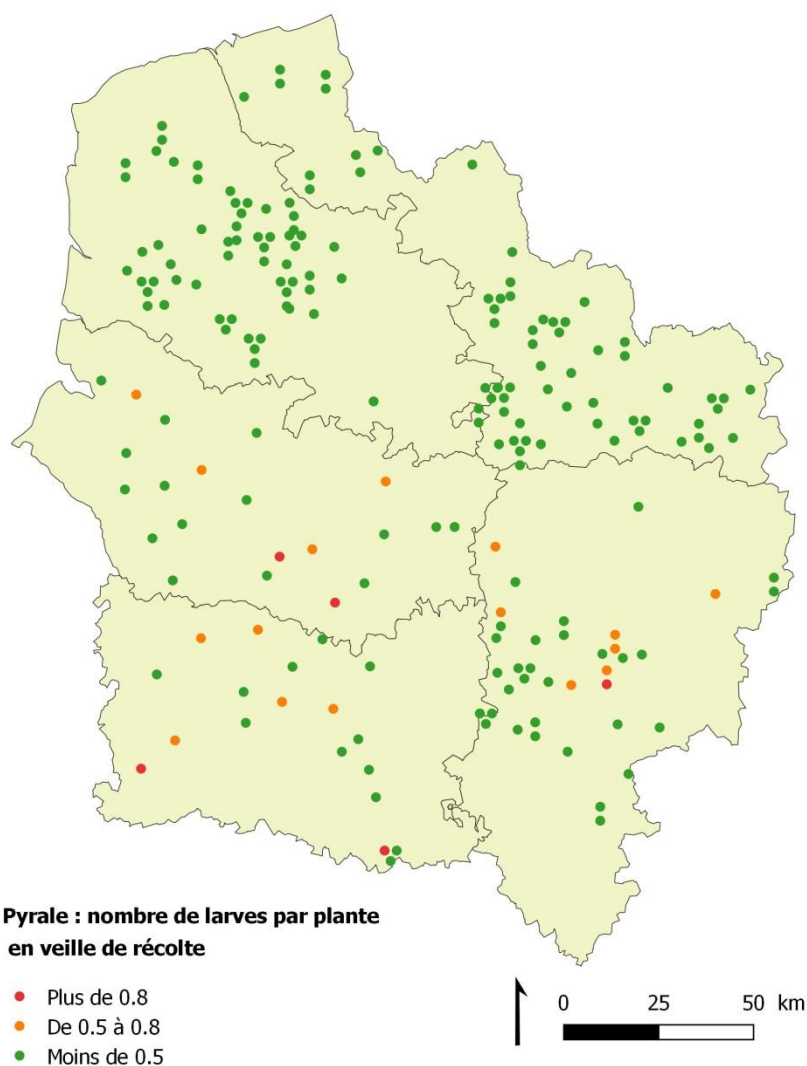 Pyrale : nombre de larves par plante
en veille de récolte
Plus de 0.8
De 0.5 à 0.8
Moins de 0.5
0 25 50 km